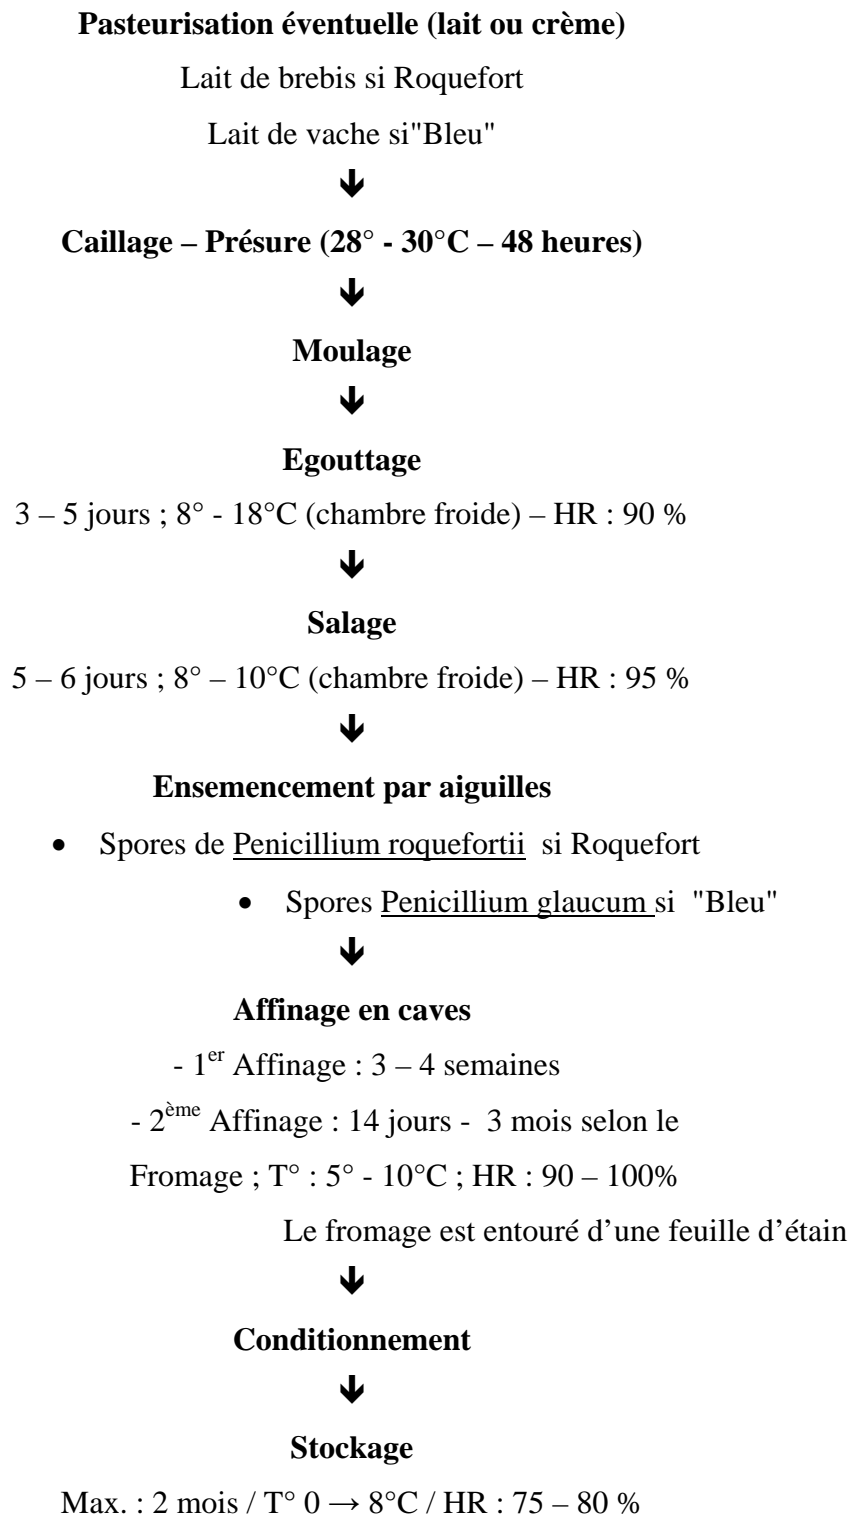 Pasteurisation éventuelle (lait ou crème)
Lait de brebis si Roquefort
Lait de vache si"Bleu"
↓
Caillage – Présure (28° - 30°C – 48 heures)
↓
Moulage
↓
Egouttage
3 – 5 jours ; 8° - 18°C (chambre froide) – HR : 90 %
↓
Salage
5 – 6 jours ; 8° – 10°C (chambre froide) – HR : 95 %
↓
Ensemencement par aiguilles
• Spores de Penicillium roquefortii si Roquefort
• Spores Penicillium glaucum si "Bleu"
↓
Affinage en caves
- 1er Affinage : 3 – 4 semaines
- 2ème Affinage : 14 jours - 3 mois selon le
Fromage ; T° : 5° - 10°C ; HR : 90 – 100%
Le fromage est entouré d’une feuille d’étain
↓
Conditionnement
↓
Stockage
Max. : 2 mois / T° 0 → 8°C / HR : 75 – 80 %